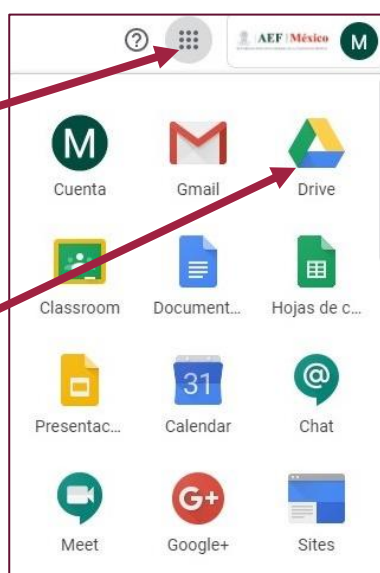 AEF México M
M
Cuenta Gmail Drive
Classroom Document... Hojas de c...
31 @
Presentac... Calendar Chat
G+
Meet Google+ Sites